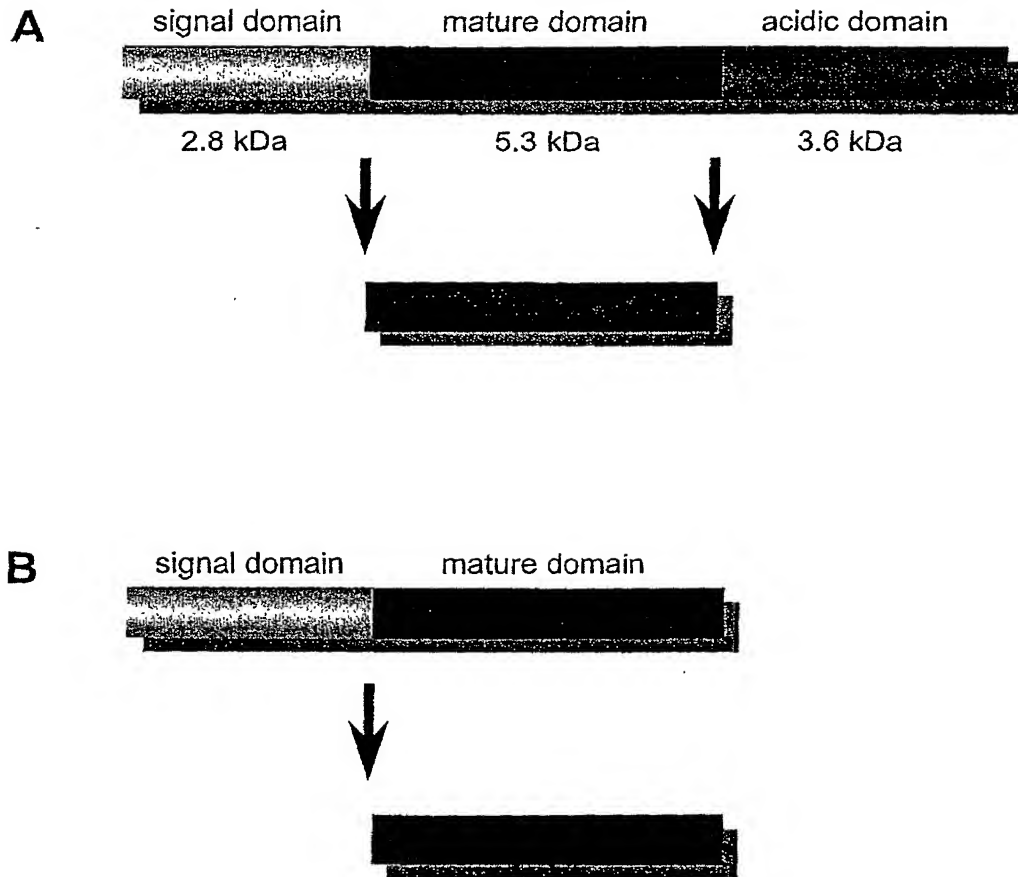 A
signal domain mature domain acidic domain
2.8 kDa 5.3 kDa 3.6 kDa
B
signal domain mature domain